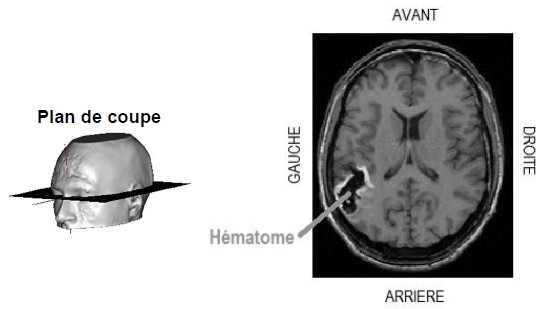 AVANT
Plan de coupe
GAUCHE
DROITE
Hématome
ARRIERE